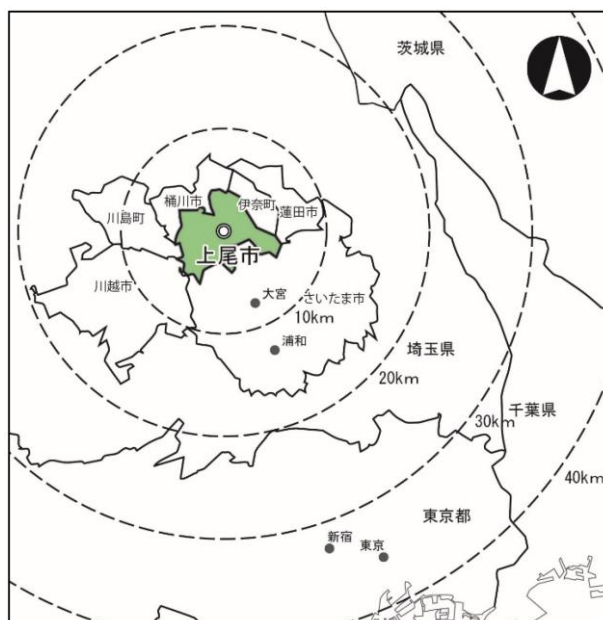 茨城県
桶川市
伊奈町
蓮田市
川島町
上尾市
川越市
大宮
さいたま市
10km
浦和
埼玉県
20km
30km
千葉県
40km
東京都
新宿
東京